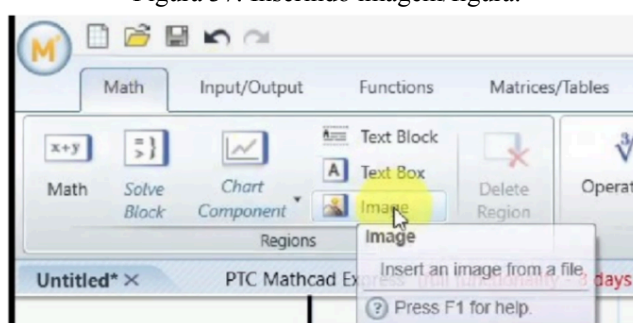 Figura 37: Inserindo imagem/figura.
Math Input/Output Functions Matrices/Tables
x+y Text Block
Text Box
Math Solve Block Chart Component Image Delete Region
Regions
Image
Insert an image from a file
Untitled* × PTC Mathcad days
Press F1 for help.